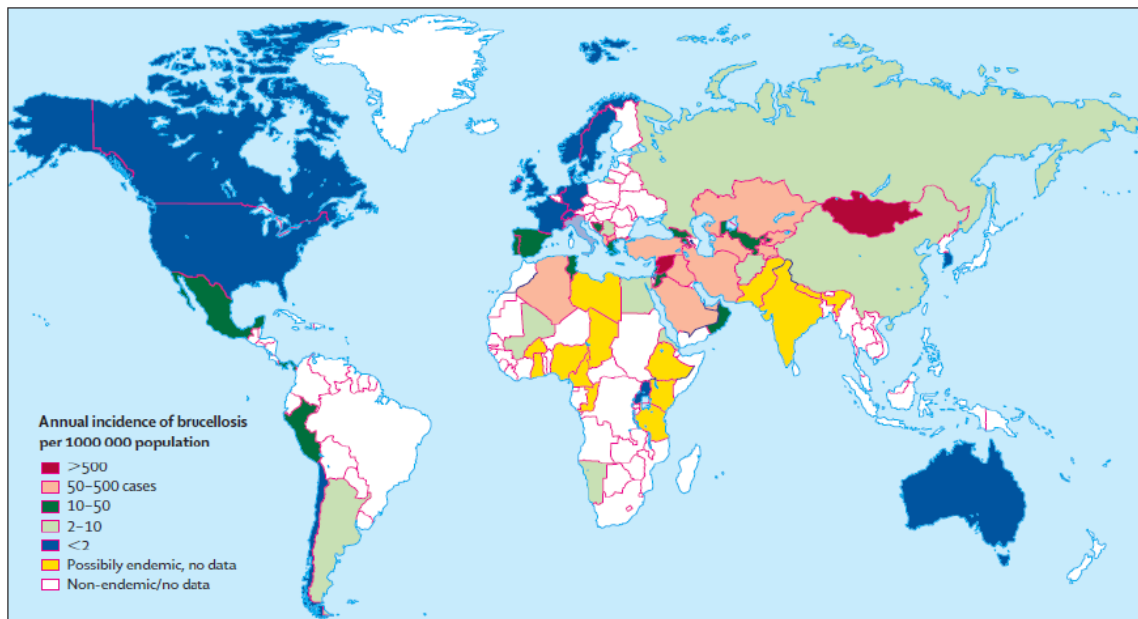 Annual incidence of brucellosis
per 1000 000 population
>500
50–500 cases
10–50
2–10
<2
Possibily endemic, no data
Non-endemic/no data